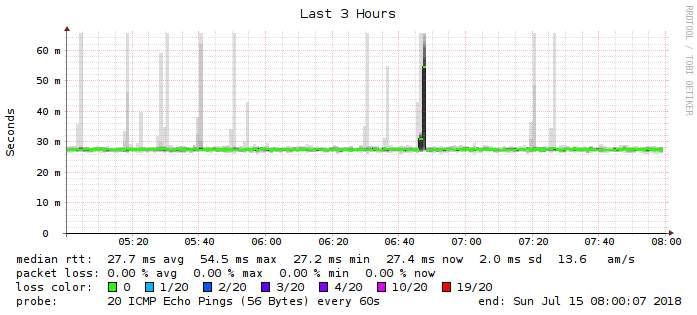 Last 3 Hours
RRDTOOL / TOBI OETIKER
Seconds
60 m
50 m
40 m
30 m
20 m
10 m
0
05:20 05:40 06:00 06:20 06:40 07:00 07:20 07:40 08:00
median rtt: 27.7 ms avg 54.5 ms max 27.2 ms min 27.4 ms now 2.0 ms sd 13.6 am/s
packet loss: 0.00 % avg 0.00 % max 0.00 % min 0.00 % now
loss color: 0 1/20 2/20 3/20 4/20 10/20 19/20
probe: 20 ICMP Echo Pings (56 Bytes) every 60s end: Sun Jul 15 08:00:07 2018